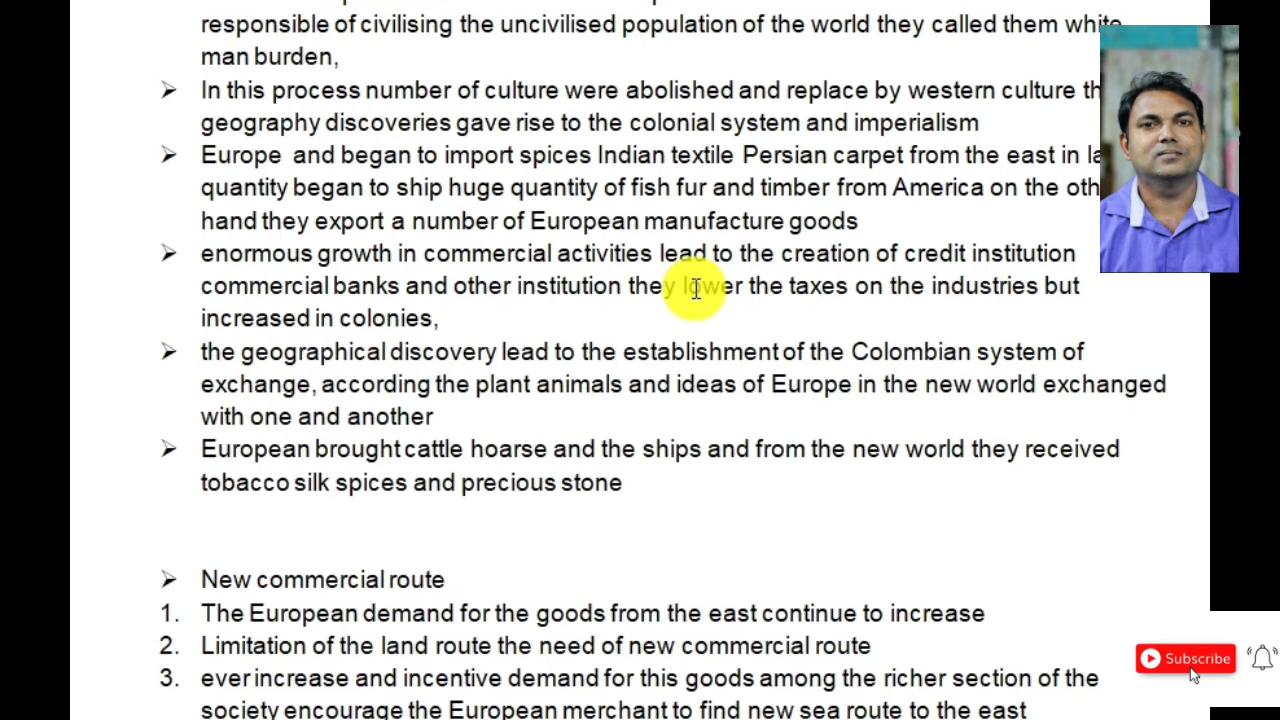 responsible of civilising the uncivilised population of the world they called them white
man burden,
➢ In this process number of culture were abolished and replace by western culture
geography discoveries gave rise to the colonial system and imperialism
➢ Europe and began to import spices Indian textile Persian carpet from the east in
quantity began to ship huge quantity of fish fur and timber from America on the
hand they export a number of European manufacture goods
➢ enormous growth in commercial activities lead to the creation of credit institution
commercial banks and other institution they lower the taxes on the industries but
increased in colonies,
➢ the geographical discovery lead to the establishment of the Colombian system of
exchange, according the plant animals and ideas of Europe in the new world exchanged
with one and another
➢ European brought cattle hoarse and the ships and from the new world they received
tobacco silk spices and precious stone
➢ New commercial route
1. The European demand for the goods from the east continue to increase
2. Limitation of the land route the need of new commercial route
3. ever increase and incentive demand for this goods among the richer section of the
society encourage the European merchant to find new sea route to the east
Subscribe